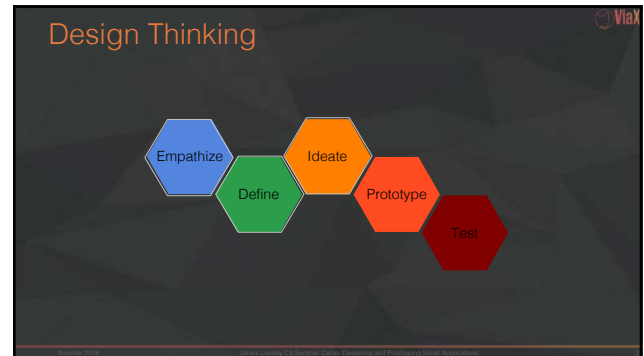 Design Thinking
ViaX
Empathize
Define
Ideate
Prototype
Test
Summer 2018
James Landay CS Summer Camp: Designing and Prototyping Smart Applications